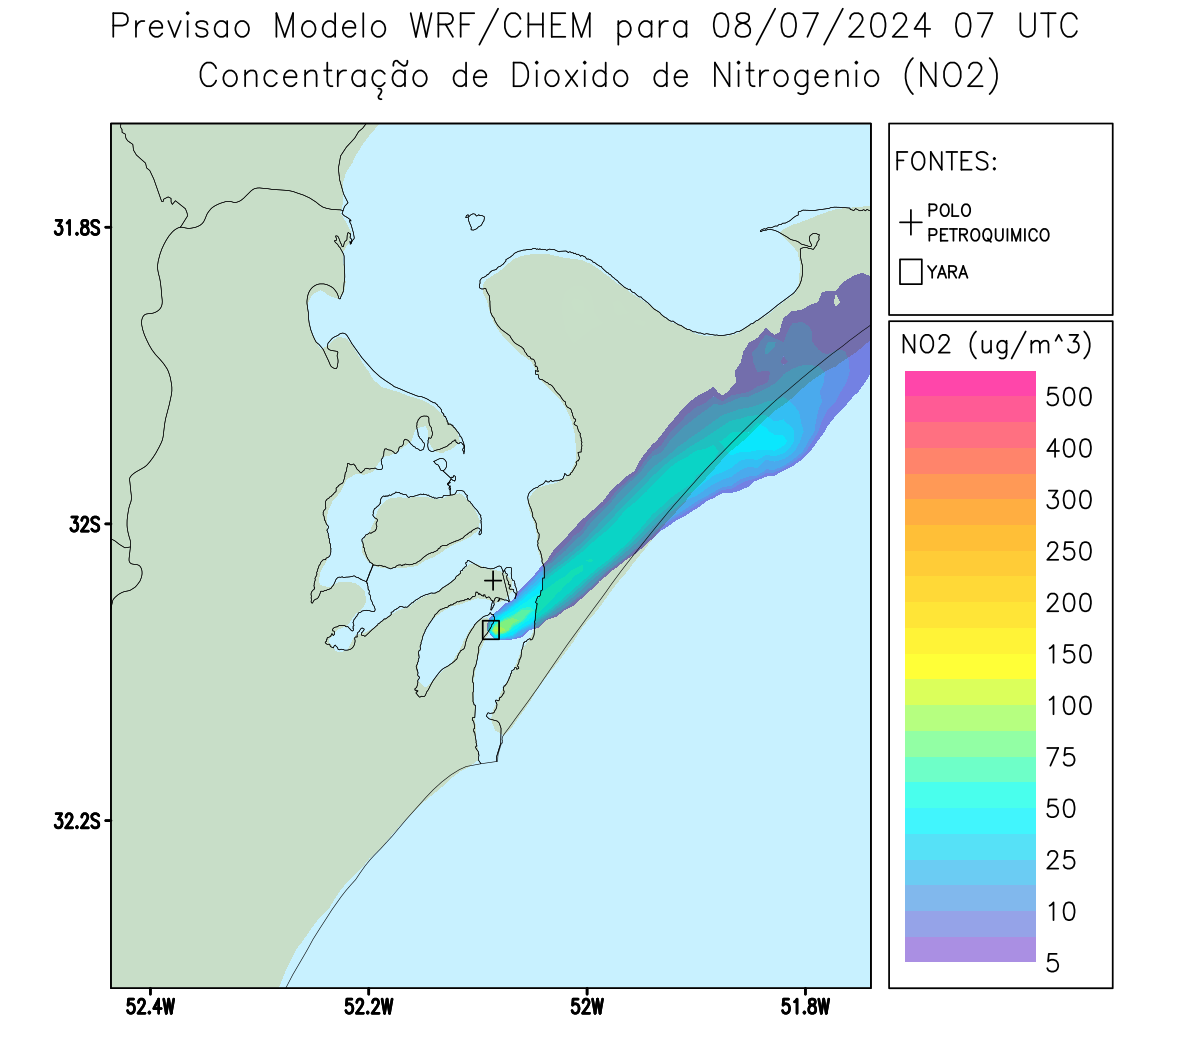 Previsao Modelo WRF/CHEM para 08/07/2024 07 UTC
Concentração de Dioxido de Nitrogenio (NO2)
FONTES:
POLO
PETROQUIMICO
YARA
NO2 (ug/m^3)
500
400
300
250
200
150
100
75
50
25
10
5
31.8S
32S
32.2S
52.4W
52.2W
52W
51.8W